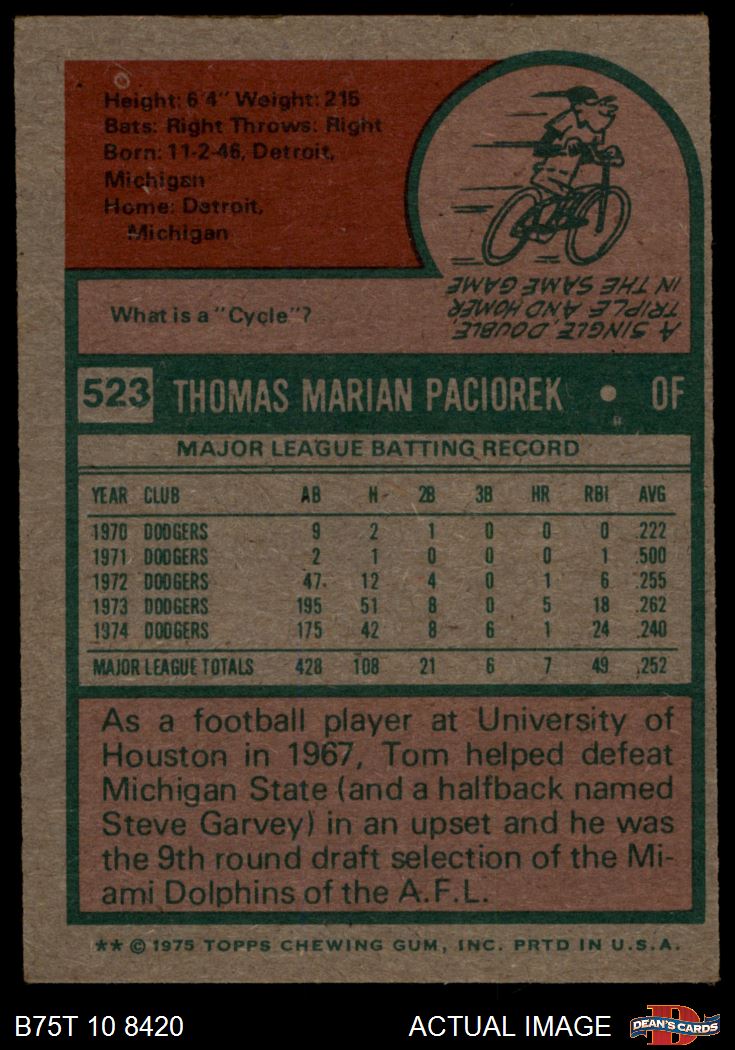 Height: 6'4" Weight: 215
Bats: Right Throws: Right
Born: 11-2-46, Detroit,
Michigan
Home: Detroit,
Michigan
What is a "Cycle"?
A SINGLE, DOUBLE,
TRIPLE AND HOMER
IN THE SAME GAME
523 THOMAS MARIAN PACIOREK • OF
MAJOR LEAGUE BATTING RECORD
YEAR CLUB AB H 2B 3B HR RBI AVG
1970 DODGERS 9 2 1 0 0 0 .222
1971 DODGERS 2 1 0 0 0 1 .500
1972 DODGERS 47 12 4 0 1 6 .255
1973 DODGERS 195 51 8 0 5 18 .262
1974 DODGERS 175 42 8 6 1 24 .240
MAJOR LEAGUE TOTALS 428 108 21 6 7 49 .252
As a football player at University of
Houston in 1967, Tom helped defeat
Michigan State (and a halfback named
Steve Garvey) in an upset and he was
the 9th round draft selection of the Mi-
ami Dolphins of the A.F.L.
** © 1975 TOPPS CHEWING GUM, INC. PRTD IN U.S.A.
B75T 10 8420 ACTUAL IMAGE DEAN'S CARDS